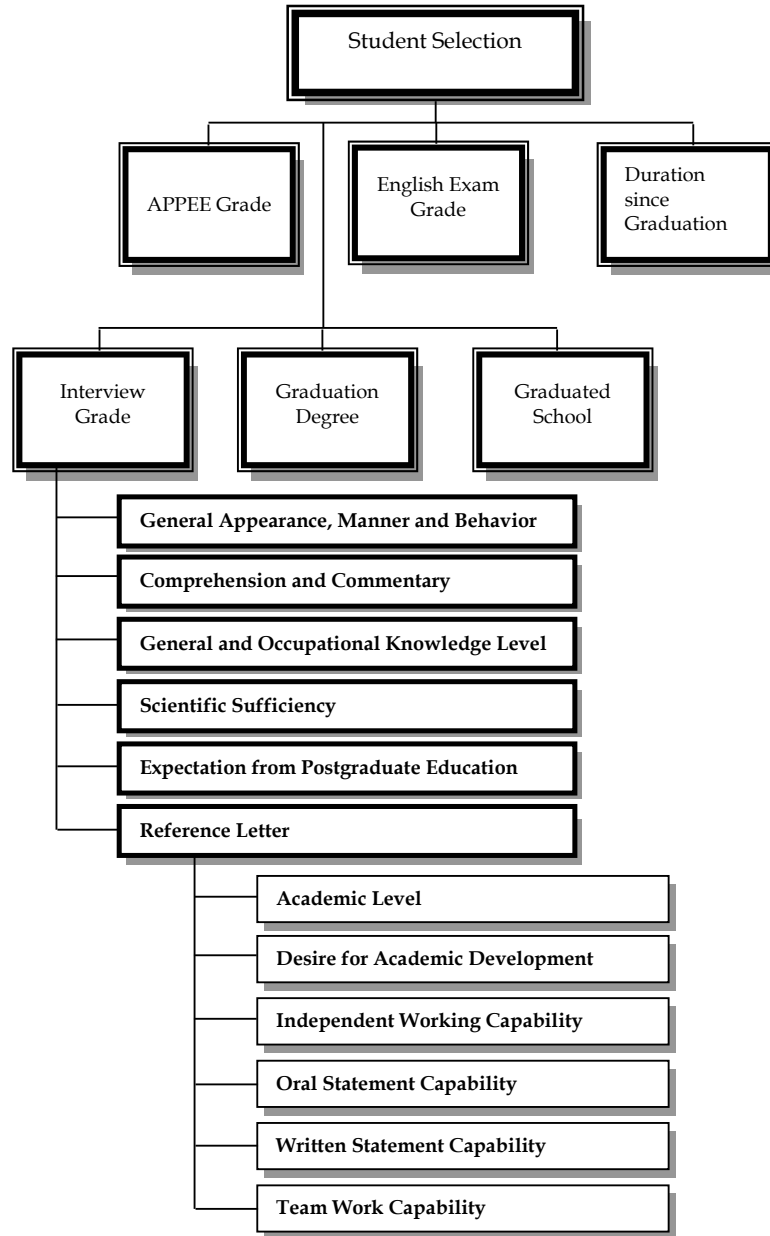 Student Selection
APPEE Grade
English Exam
Grade
Duration
since
Graduation
Interview
Grade
Graduation
Degree
Graduated
School
General Appearance, Manner and Behavior
Comprehension and Commentary
General and Occupational Knowledge Level
Scientific Sufficiency
Expectation from Postgraduate Education
Reference Letter
Academic Level
Desire for Academic Development
Independent Working Capability
Oral Statement Capability
Written Statement Capability
Team Work Capability